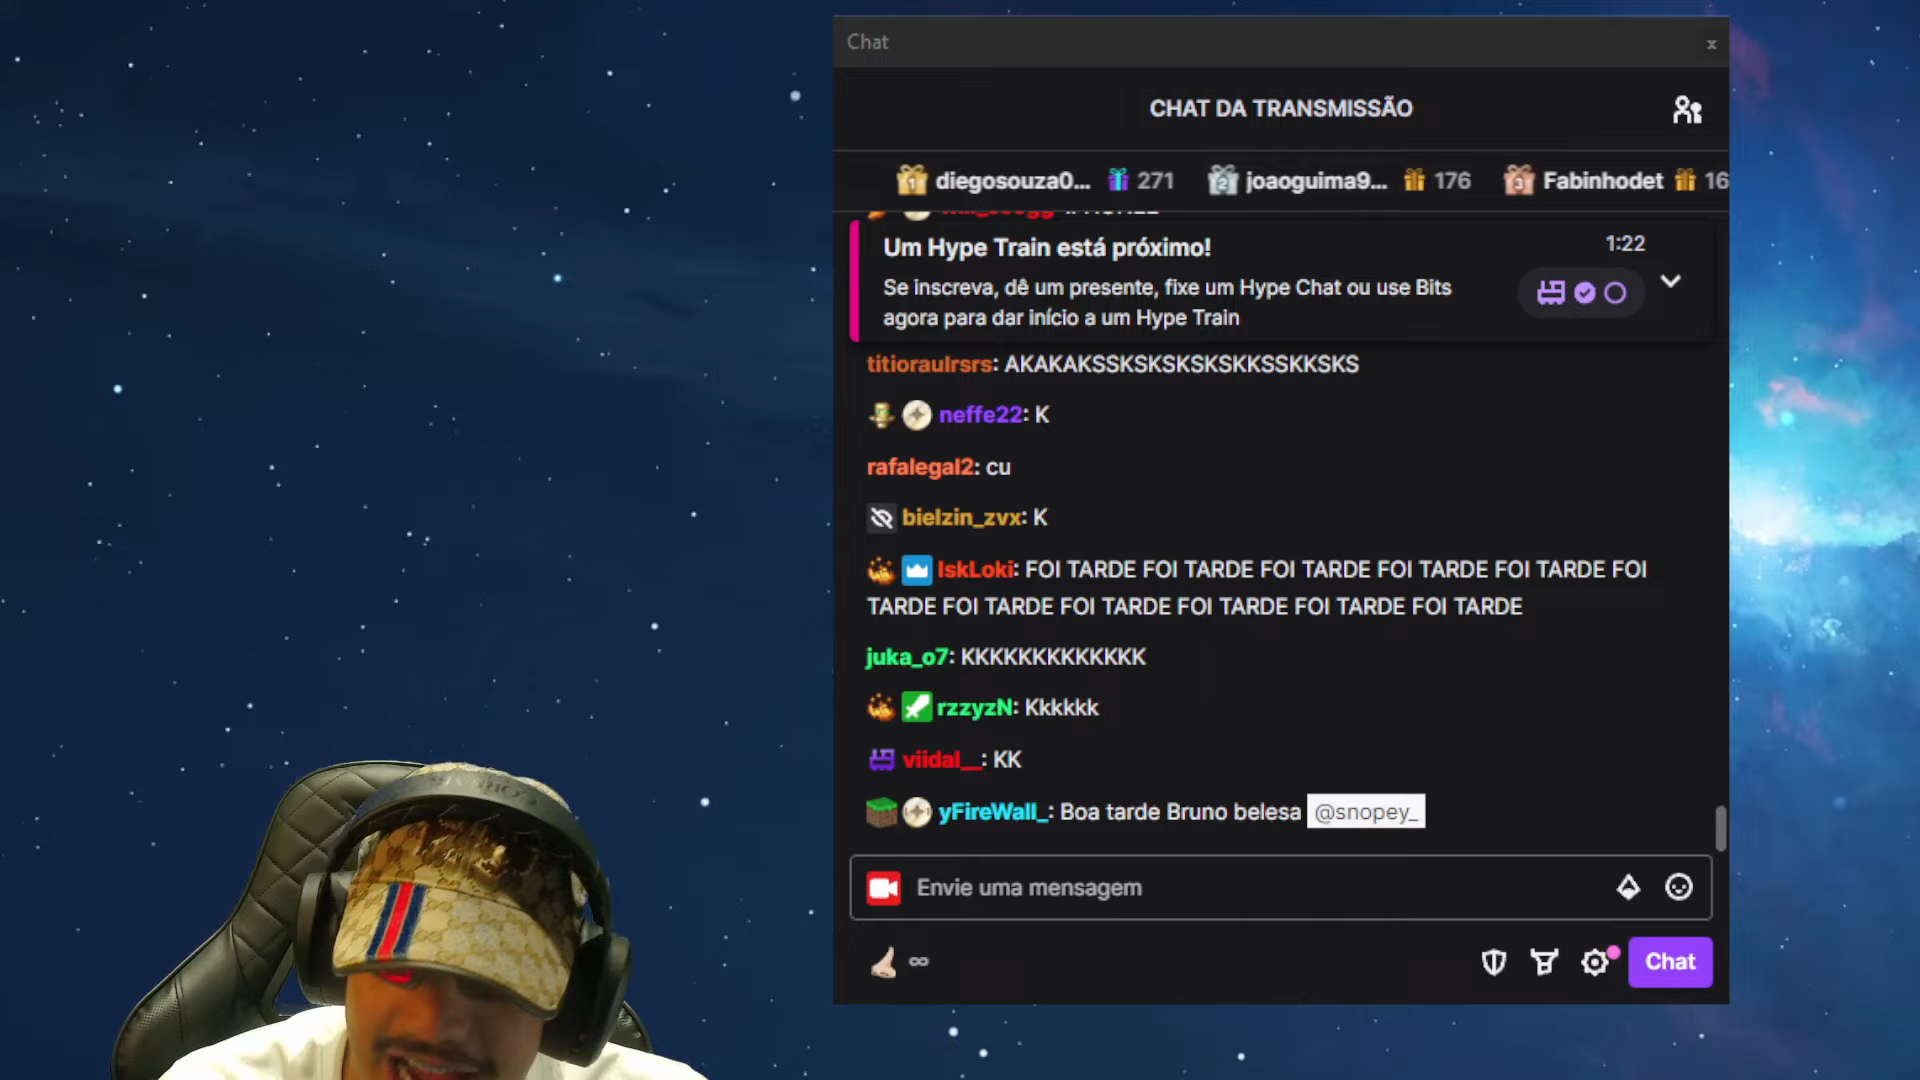 Chat
x
CHAT DA TRANSMISSÃO
1 diegosouza0... 271 2 joaoguima9... 176 3 Fabinhodet 16
Um Hype Train está próximo!
1:22
Se inscreva, dê um presente, fixe um Hype Chat ou use Bits
agora para dar início a um Hype Train
titioraulrsrs: AKAKAKSSKSKSKSKSKKSSKKSKS
neffe22: K
rafalegal2: cu
bielzin_zvx: K
IskLoki: FOI TARDE FOI TARDE FOI TARDE FOI TARDE FOI TARDE FOI
TARDE FOI TARDE FOI TARDE FOI TARDE FOI TARDE FOI TARDE
juka_o7: KKKKKKKKKKKKK
rzzyzN: Kkkkkk
viidal__: KK
yFireWall_: Boa tarde Bruno belesa @snopey_
Envie uma mensagem
∞
Chat